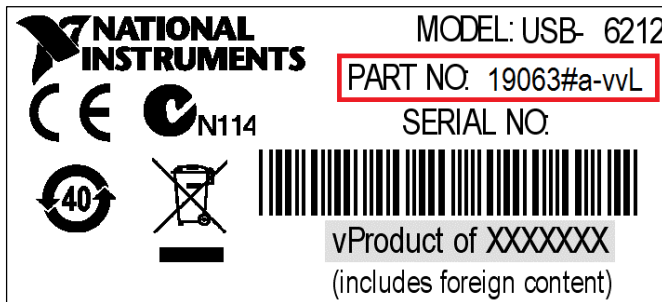 NATIONAL
INSTRUMENTS
MODEL: USB- 6212
PART NO: 19063#a-vvL
CE
N114
SERIAL NO:
40
vProduct of XXXXXXX
(includes foreign content)